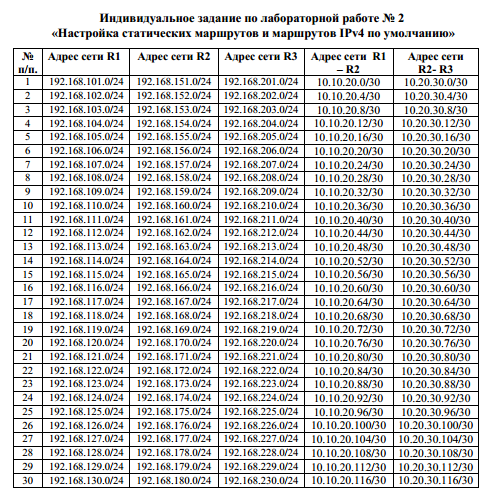 Индивидуальное задание по лабораторной работе № 2
«Настройка статических маршрутов и маршрутов IPv4 по умолчанию»
№ п/п. Адрес сети R1 Адрес сети R2 Адрес сети R3 Адрес сети R1 – R2 Адрес сети R2- R3
1 192.168.101.0/24 192.168.151.0/24 192.168.201.0/24 10.10.20.0/30 10.20.30.0/30
2 192.168.102.0/24 192.168.152.0/24 192.168.202.0/24 10.10.20.4/30 10.20.30.4/30
3 192.168.103.0/24 192.168.153.0/24 192.168.203.0/24 10.10.20.8/30 10.20.30.8/30
4 192.168.104.0/24 192.168.154.0/24 192.168.204.0/24 10.10.20.12/30 10.20.30.12/30
5 192.168.105.0/24 192.168.155.0/24 192.168.205.0/24 10.10.20.16/30 10.20.30.16/30
6 192.168.106.0/24 192.168.156.0/24 192.168.206.0/24 10.10.20.20/30 10.20.30.20/30
7 192.168.107.0/24 192.168.157.0/24 192.168.207.0/24 10.10.20.24/30 10.20.30.24/30
8 192.168.108.0/24 192.168.158.0/24 192.168.208.0/24 10.10.20.28/30 10.20.30.28/30
9 192.168.109.0/24 192.168.159.0/24 192.168.209.0/24 10.10.20.32/30 10.20.30.32/30
10 192.168.110.0/24 192.168.160.0/24 192.168.210.0/24 10.10.20.36/30 10.20.30.36/30
11 192.168.111.0/24 192.168.161.0/24 192.168.211.0/24 10.10.20.40/30 10.20.30.40/30
12 192.168.112.0/24 192.168.162.0/24 192.168.212.0/24 10.10.20.44/30 10.20.30.44/30
13 192.168.113.0/24 192.168.163.0/24 192.168.213.0/24 10.10.20.48/30 10.20.30.48/30
14 192.168.114.0/24 192.168.164.0/24 192.168.214.0/24 10.10.20.52/30 10.20.30.52/30
15 192.168.115.0/24 192.168.165.0/24 192.168.215.0/24 10.10.20.56/30 10.20.30.56/30
16 192.168.116.0/24 192.168.166.0/24 192.168.216.0/24 10.10.20.60/30 10.20.30.60/30
17 192.168.117.0/24 192.168.167.0/24 192.168.217.0/24 10.10.20.64/30 10.20.30.64/30
18 192.168.118.0/24 192.168.168.0/24 192.168.218.0/24 10.10.20.68/30 10.20.30.68/30
19 192.168.119.0/24 192.168.169.0/24 192.168.219.0/24 10.10.20.72/30 10.20.30.72/30
20 192.168.120.0/24 192.168.170.0/24 192.168.220.0/24 10.10.20.76/30 10.20.30.76/30
21 192.168.121.0/24 192.168.171.0/24 192.168.221.0/24 10.10.20.80/30 10.20.30.80/30
22 192.168.122.0/24 192.168.172.0/24 192.168.222.0/24 10.10.20.84/30 10.20.30.84/30
23 192.168.123.0/24 192.168.173.0/24 192.168.223.0/24 10.10.20.88/30 10.20.30.88/30
24 192.168.124.0/24 192.168.174.0/24 192.168.224.0/24 10.10.20.92/30 10.20.30.92/30
25 192.168.125.0/24 192.168.175.0/24 192.168.225.0/24 10.10.20.96/30 10.20.30.96/30
26 192.168.126.0/24 192.168.176.0/24 192.168.226.0/24 10.10.20.100/30 10.20.30.100/30
27 192.168.127.0/24 192.168.177.0/24 192.168.227.0/24 10.10.20.104/30 10.20.30.104/30
28 192.168.128.0/24 192.168.178.0/24 192.168.228.0/24 10.10.20.108/30 10.20.30.108/30
29 192.168.129.0/24 192.168.179.0/24 192.168.229.0/24 10.10.20.112/30 10.20.30.112/30
30 192.168.130.0/24 192.168.180.0/24 192.168.230.0/24 10.10.20.116/30 10.20.30.116/30